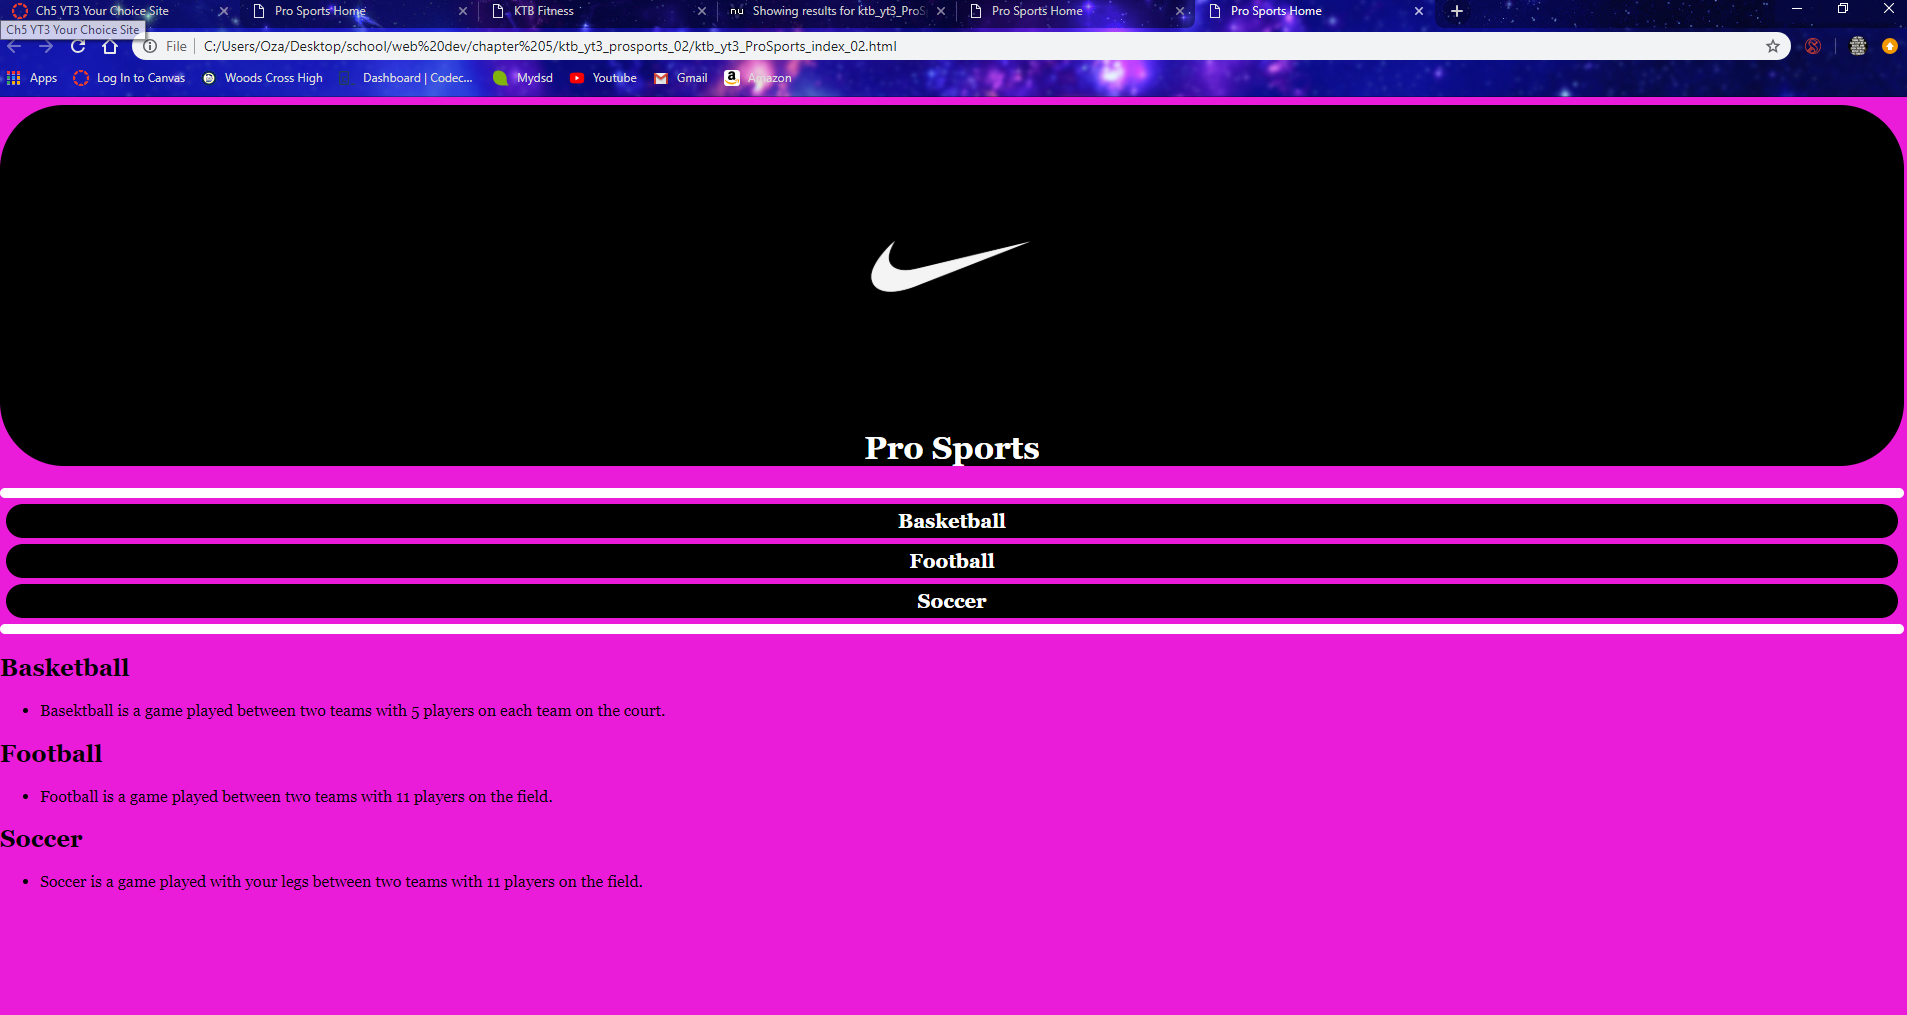 Ch5 YT3 Your Choice Site
Pro Sports Home
KTB Fitness
nu Showing results for ktb_yt3_ProS
Pro Sports Home
Pro Sports Home
Ch5 YT3 Your Choice Site
File C:/Users/Oza/Desktop/school/web%20dev/chapter%205/ktb_yt3_prosports_02/ktb_yt3_ProSports_index_02.html
Apps Log In to Canvas Woods Cross High Dashboard | Codec... Mydsd Youtube Gmail Amazon
Pro Sports
Basketball
Football
Soccer
Basketball
• Basektball is a game played between two teams with 5 players on each team on the court.
Football
• Football is a game played between two teams with 11 players on the field.
Soccer
• Soccer is a game played with your legs between two teams with 11 players on the field.